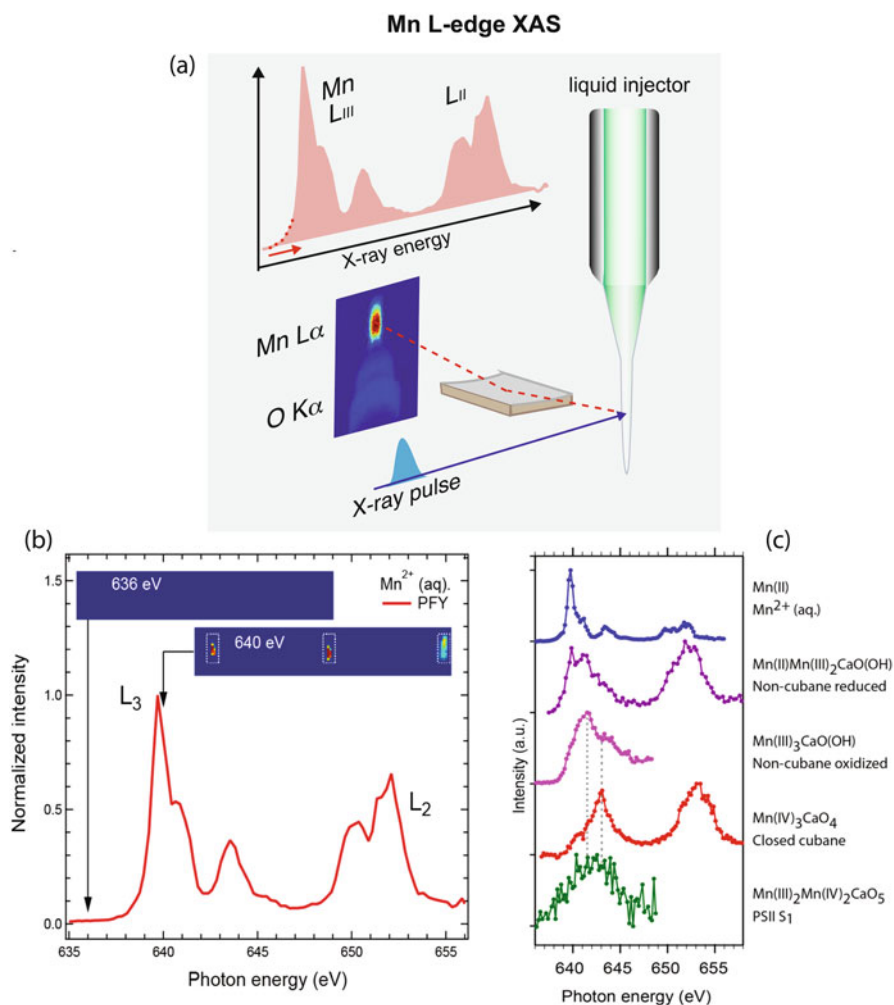 Mn L-edge XAS
(a)
Mn
LIII
LII
liquid injector
X-ray energy
Mn Lα
O Kα
X-ray pulse
(b)
636 eV
Mn²⁺ (aq).
PFY
640 eV
L₃
L₂
1.5
1.0
0.5
0.0
Normalized intensity
635
640
645
650
655
Photon energy (eV)
(c)
Mn(II)
Mn²⁺ (aq.)
Mn(II)Mn(III)₂CaO(OH)
Non-cubane reduced
Mn(III)₃CaO(OH)
Non-cubane oxidized
Mn(IV)₃CaO₄
Closed cubane
Mn(III)₂Mn(IV)₂CaO₅
PSII S₁
Intensity (a.u.)
640
645
650
655
Photon energy (eV)